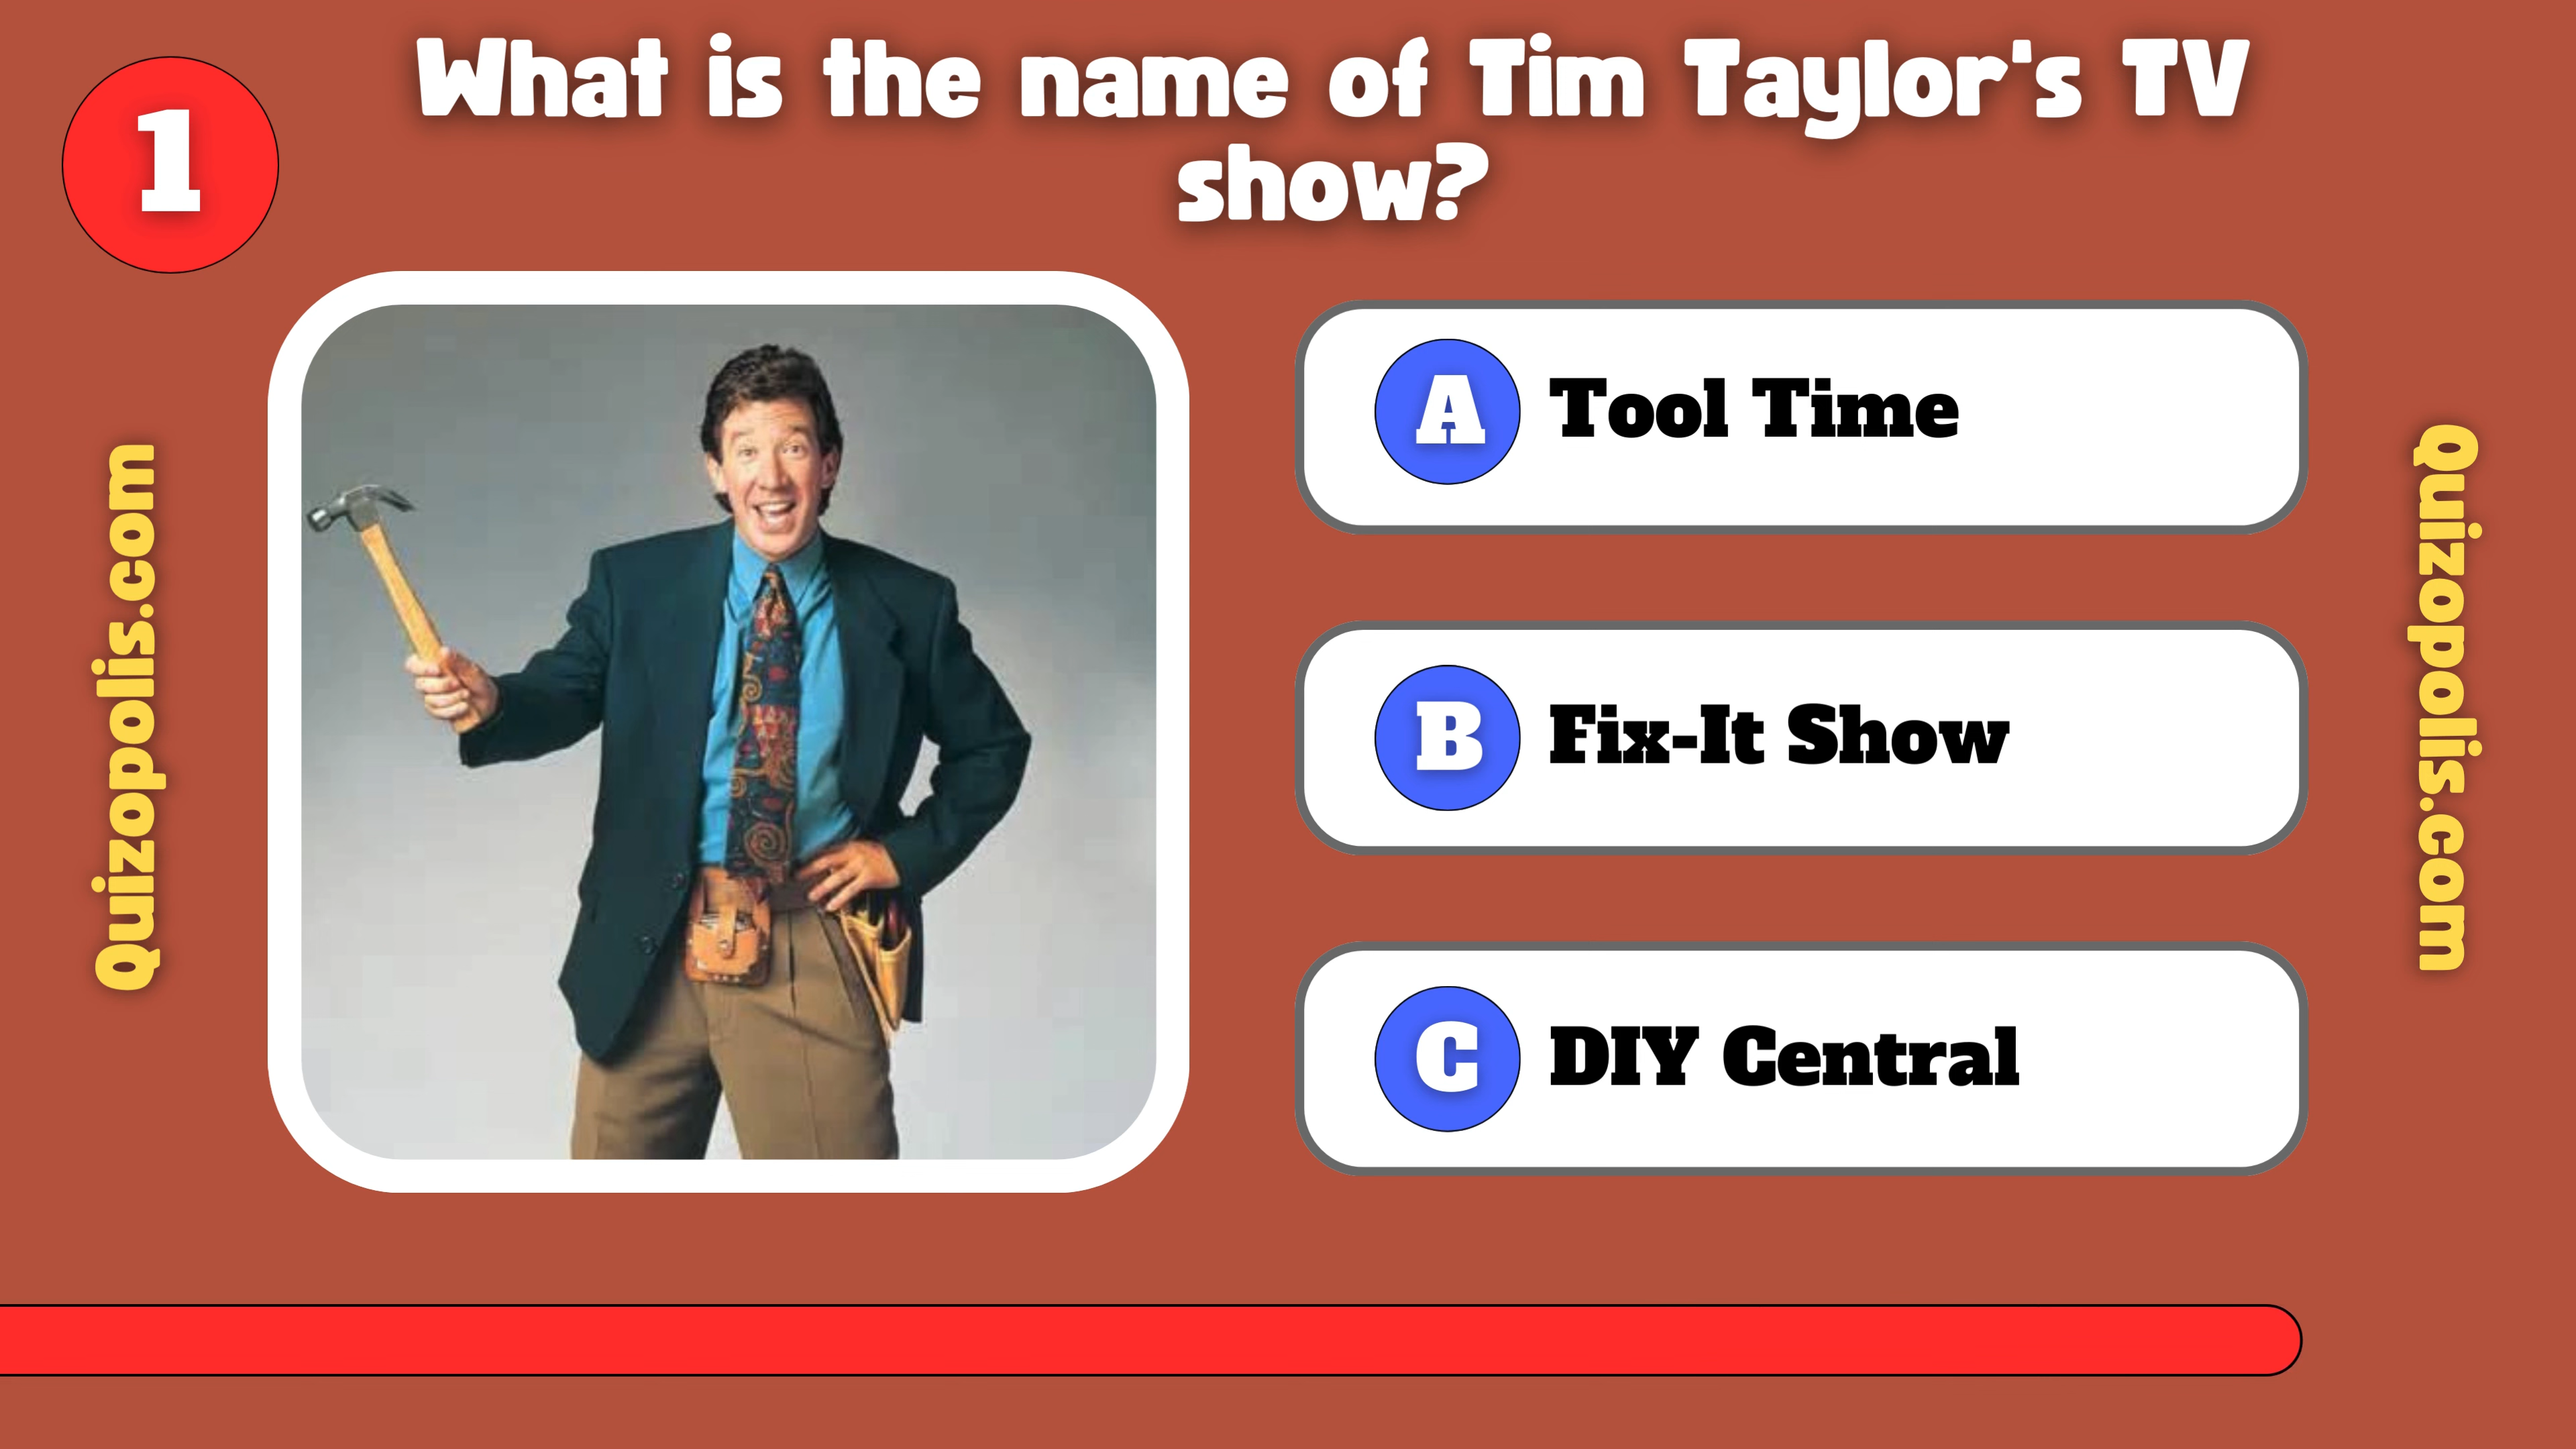 1
What is the name of Tim Taylor's TV
show?
Quizopolis.com
A Tool Time
B Fix-It Show
C DIY Central
Quizopolis.com